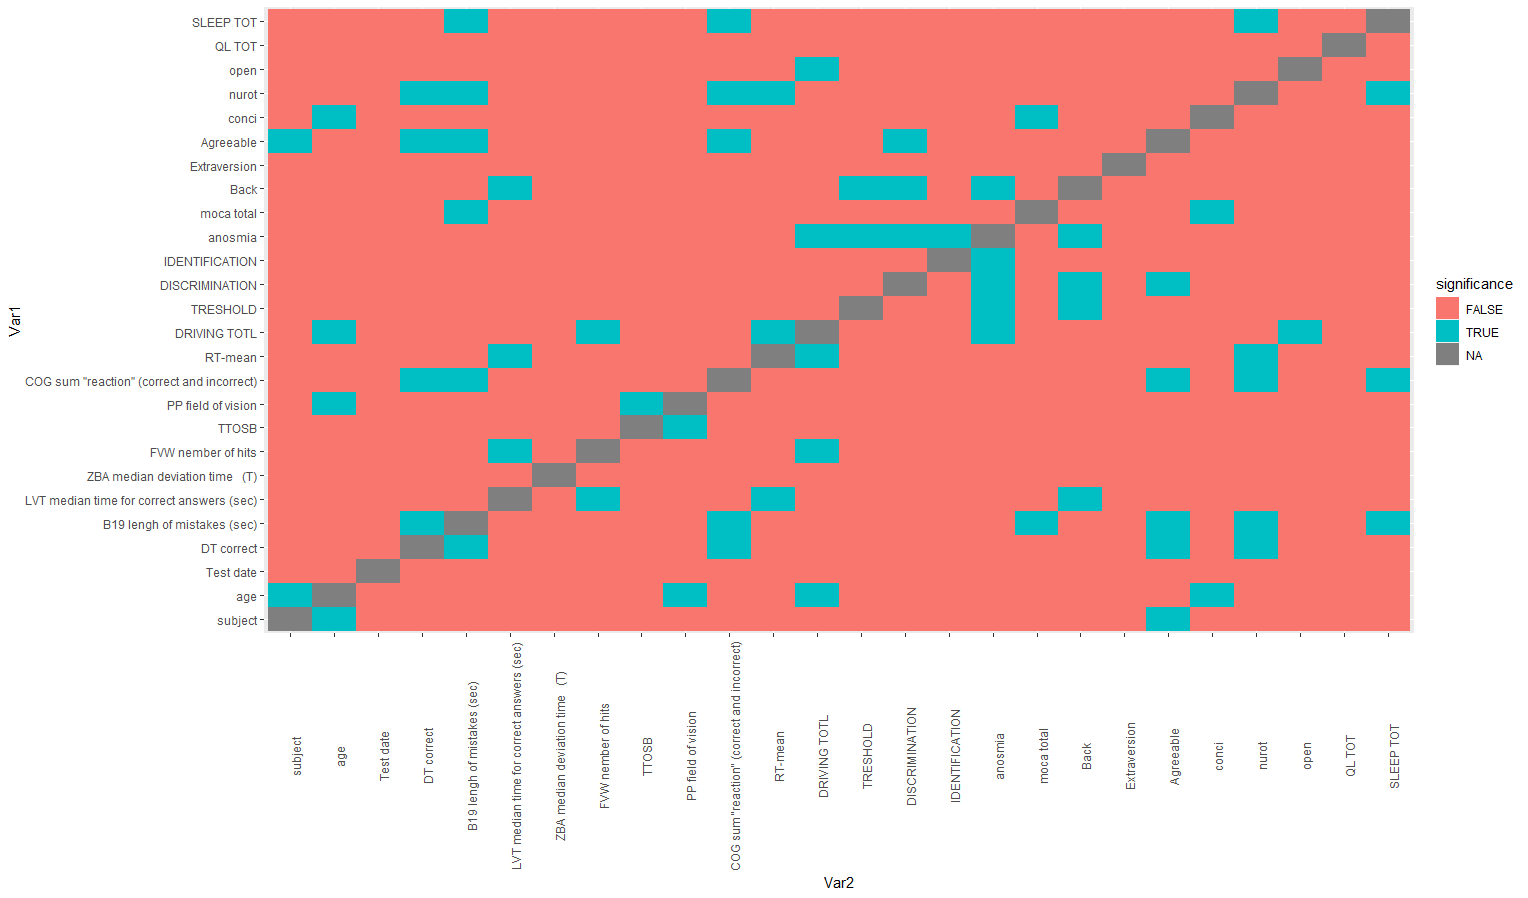 SLEEP TOT
QL TOT
open
nurot
conci
Agreeable
Extraversion
Back
moca total
anosmia
IDENTIFICATION
DISCRIMINATION
TRESHOLD
DRIVING TOTL
RT-mean
COG sum "reaction" (correct and incorrect)
PP field of vision
TTOSB
FVW nember of hits
ZBA median deviation time   (T)
LVT median time for correct answers (sec)
B19 lengh of mistakes (sec)
DT correct
Test date
age
subject
Var1
subject
age
Test date
DT correct
B19 lengh of mistakes (sec)
LVT median time for correct answers (sec)
ZBA median deviation time   (T)
FVW nember of hits
TTOSB
PP field of vision
COG sum "reaction" (correct and incorrect)
RT-mean
DRIVING TOTL
TRESHOLD
DISCRIMINATION
IDENTIFICATION
anosmia
moca total
Back
Extraversion
Agreeable
conci
nurot
open
QL TOT
SLEEP TOT
Var2
significance
FALSE
TRUE
NA